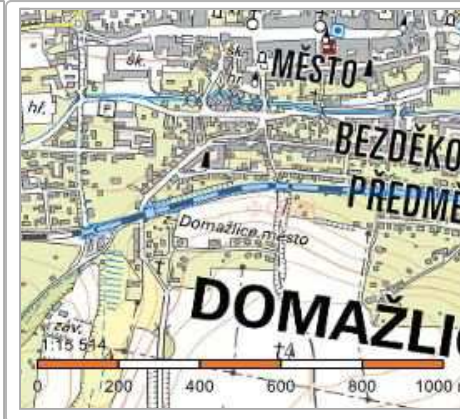 šk.
šk.
MĚSTO
hř.
hř.
P
BEZDĚKO
PŘEDMĚ
Domažlice město
DOMAŽLIC
záv.
1:15 514
0 200 400 600 800 1000 m